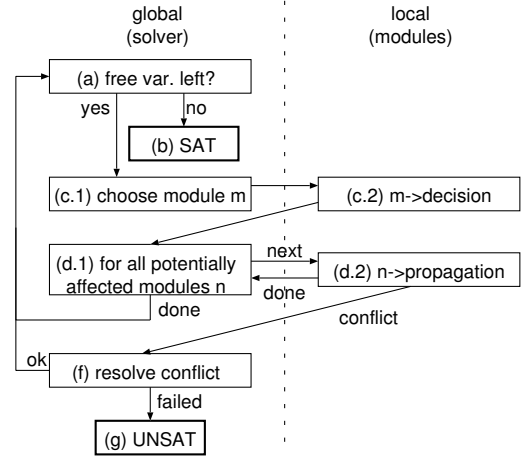 global
(solver)
local
(modules)
(a) free var. left?
yes
no
(b) SAT
(c.1) choose module m
(c.2) m->decision
(d.1) for all potentially
affected modules n
next
done
(d.2) n->propagation
done
conflict
ok
(f) resolve conflict
failed
(g) UNSAT